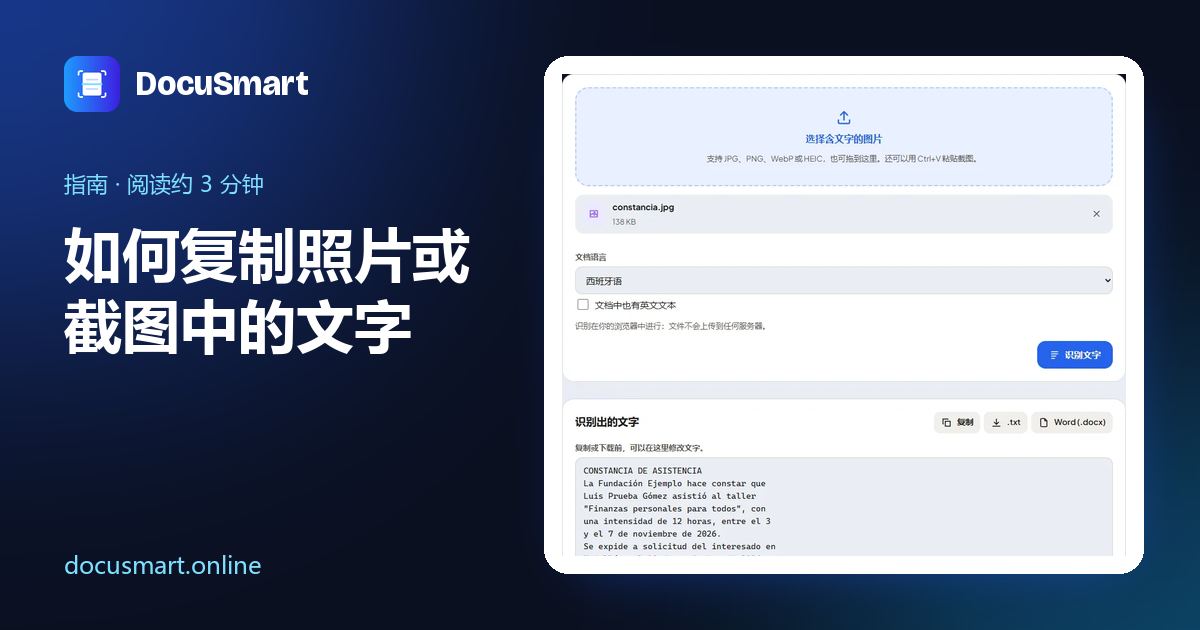 DocuSmart
指南 · 阅读约 3 分钟
如何复制照片或
截图中的文字
docusmart.online
选择含文字的图片
支持 JPG、PNG、WebP 或 HEIC，也可拖到这里。还可以用 Ctrl+V 粘贴截图。
constancia.jpg
138 KB
文档语言
西班牙语
文档中也有英文文本
识别在你的浏览器中进行：文件不会上传到任何服务器。
识别文字
识别出的文字
复制
.txt
Word (.docx)
复制或下载前，可以在这里修改文字。
CONSTANCIA DE ASISTENCIA
La Fundación Ejemplo hace constar que
Luis Prueba Gómez asistió al taller
"Finanzas personales para todos", con
una intensidad de 12 horas, entre el 3
y el 7 de noviembre de 2026.
Se expide a solicitud del interesado en